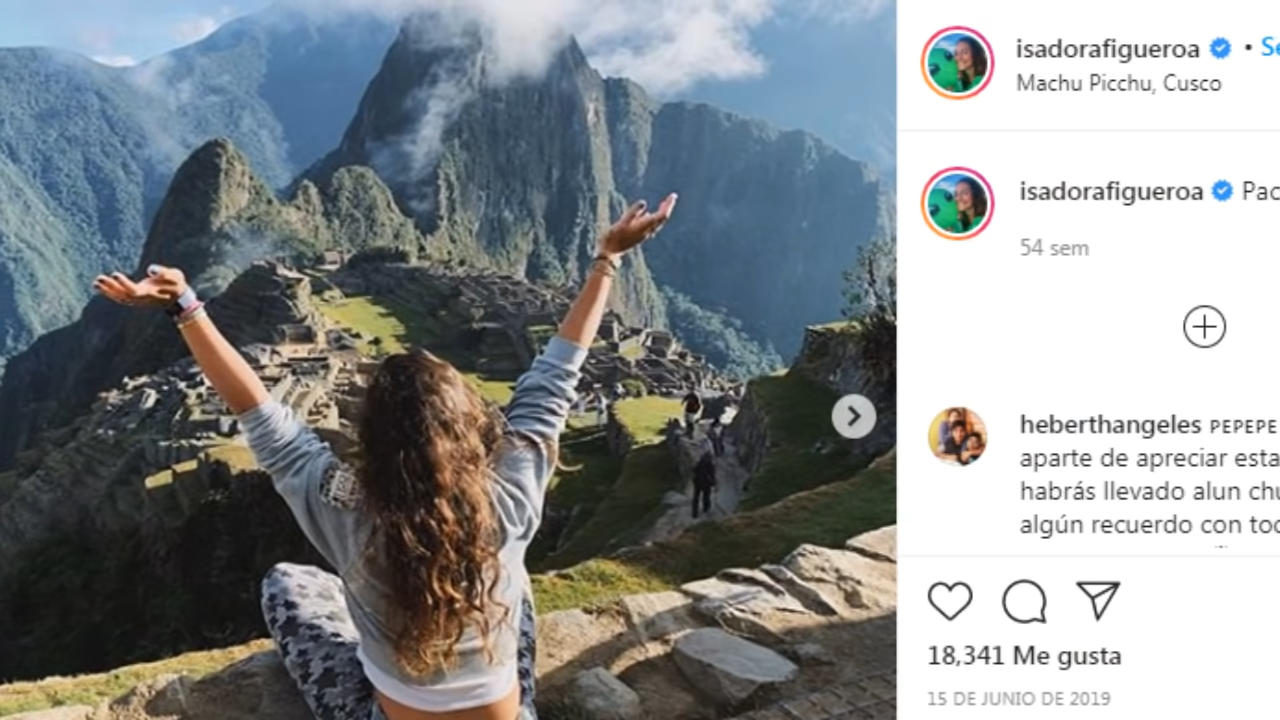 isadorafigueroa • Se
Machu Picchu, Cusco
isadorafigueroa Pac
54 sem
heberthangeles PEPEPE
aparte de apreciar esta
habrás llevado alun chu
algún recuerdo con tod
18,341 Me gusta
15 DE JUNIO DE 2019